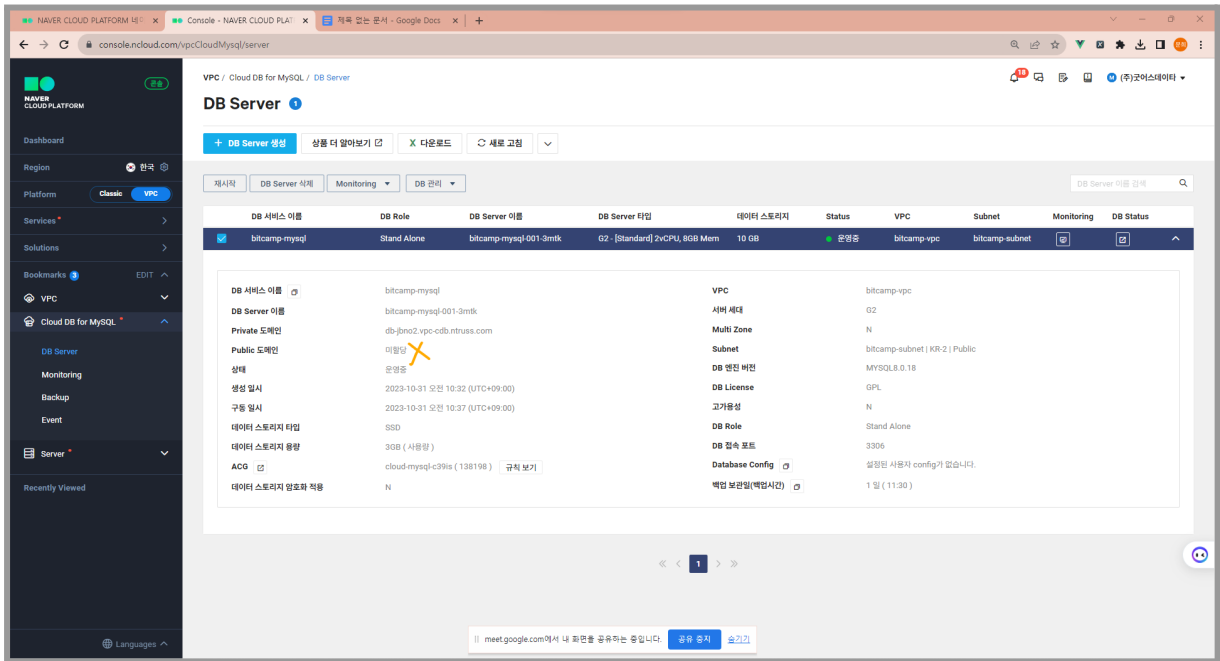 NAVER CLOUD PLATFORM 네이
Console - NAVER CLOUD PLAT
제목 없는 문서 - Google Docs
console.ncloud.com/vpcCloudMysql/server
NAVER
CLOUD PLATFORM
콘솔
Dashboard
Region 한국
Platform Classic VPC
Services
Solutions
Bookmarks 3 EDIT
VPC
Cloud DB for MySQL
DB Server
Monitoring
Backup
Event
Server
Recently Viewed
Languages
VPC / Cloud DB for MySQL / DB Server
18 (주)굿어스데이터
DB Server 1
+ DB Server 생성 상품 더 알아보기 X 다운로드 새로 고침
재시작 DB Server 삭제 Monitoring DB 관리 DB Server 이름 검색
DB 서비스 이름 DB Role DB Server 이름 DB Server 타입 데이터 스토리지 Status VPC Subnet Monitoring DB Status
bitcamp-mysql Stand Alone bitcamp-mysql-001-3mtk G2 - [Standard] 2vCPU, 8GB Mem 10 GB 운영중 bitcamp-vpc bitcamp-subnet
DB 서비스 이름 bitcamp-mysql VPC bitcamp-vpc
DB Server 이름 bitcamp-mysql-001-3mtk 서버 세대 G2
Private 도메인 db-jbno2.vpc-cdb.ntruss.com Multi Zone N
Public 도메인 미할당 Subnet bitcamp-subnet | KR-2 | Public
상태 운영중 DB 엔진 버전 MYSQL8.0.18
생성 일시 2023-10-31 오전 10:32 (UTC+09:00) DB License GPL
구동 일시 2023-10-31 오전 10:37 (UTC+09:00) 고가용성 N
데이터 스토리지 타입 SSD DB Role Stand Alone
데이터 스토리지 용량 3GB ( 사용량 ) DB 접속 포트 3306
ACG cloud-mysql-c39is ( 138198 ) 규칙 보기 Database Config 설정된 사용자 config가 없습니다.
데이터 스토리지 암호화 적용 N 백업 보관일(백업시간) 1 일 ( 11:30 )
1
meet.google.com에서 내 화면을 공유하는 중입니다. 공유 중지 숨기기